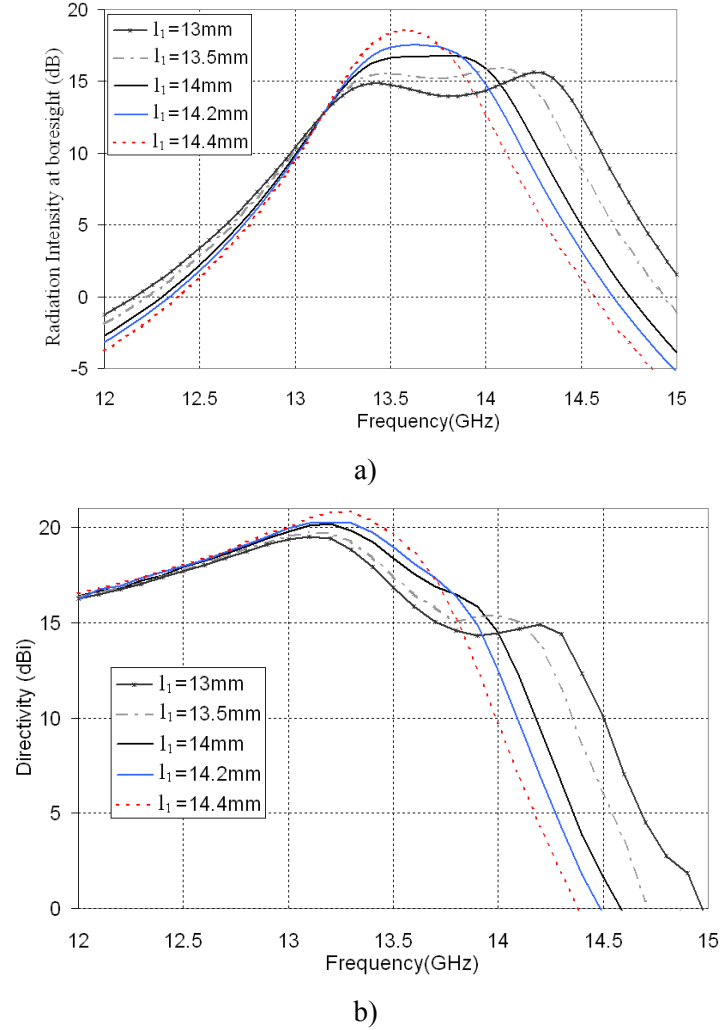 Radiation Intensity at boresight (dB)
20
15
10
5
0
-5
l₁=13mm
l₁=13.5mm
l₁=14mm
l₁=14.2mm
l₁=14.4mm
12 12.5 13 13.5 14 14.5 15
Frequency(GHz)
a)
Directivity (dBi)
20
15
10
5
0
l₁=13mm
l₁=13.5mm
l₁=14mm
l₁=14.2mm
l₁=14.4mm
12 12.5 13 13.5 14 14.5 15
Frequency(GHz)
b)